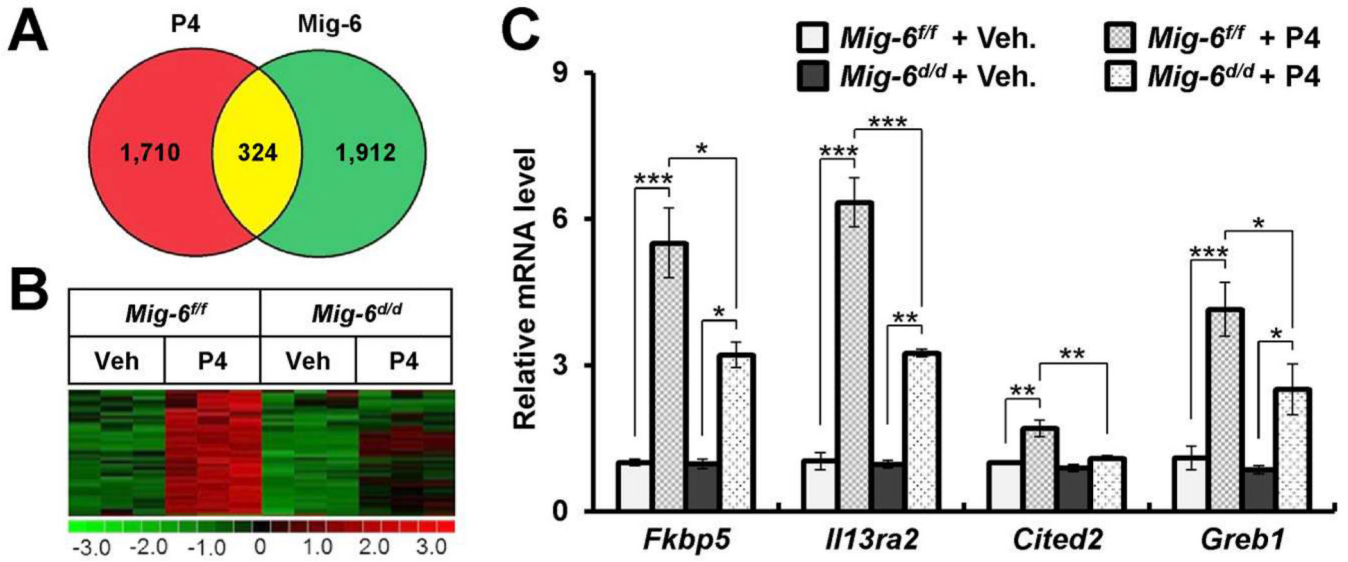 A
P4 Mig-6
1,710 324 1,912
B
Mig-6f/f Mig-6d/d
Veh P4 Veh P4
-3.0 -2.0 -1.0 0 1.0 2.0 3.0
C
Mig-6f/f + Veh. Mig-6f/f + P4
Mig-6d/d + Veh. Mig-6d/d + P4
Relative mRNA level
9
6
3
0
*** * * *** *** ** ** ** *** * *
Fkbp5 Il13ra2 Cited2 Greb1